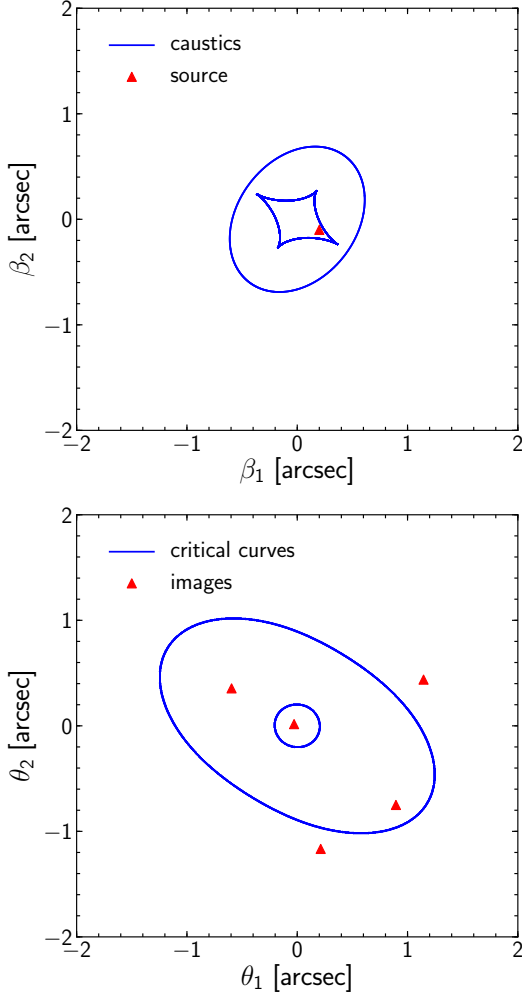 2
caustics
source
1
β₂ [arcsec]
0
−1
−2
−2 −1 0 1 2
β₁ [arcsec]
2
critical curves
images
1
θ₂ [arcsec]
0
−1
−2
−2 −1 0 1 2
θ₁ [arcsec]